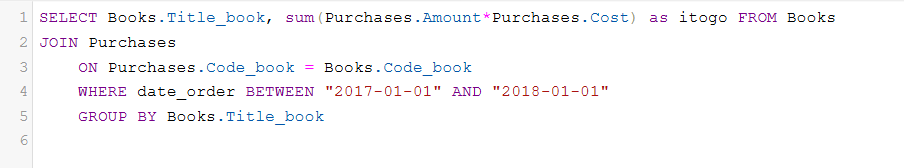 1 SELECT Books.Title_book, sum(Purchases.Amount*Purchases.Cost) as itogo FROM Books
2 JOIN Purchases
3 ON Purchases.Code_book = Books.Code_book
4 WHERE date_order BETWEEN "2017-01-01" AND "2018-01-01"
5 GROUP BY Books.Title_book
6